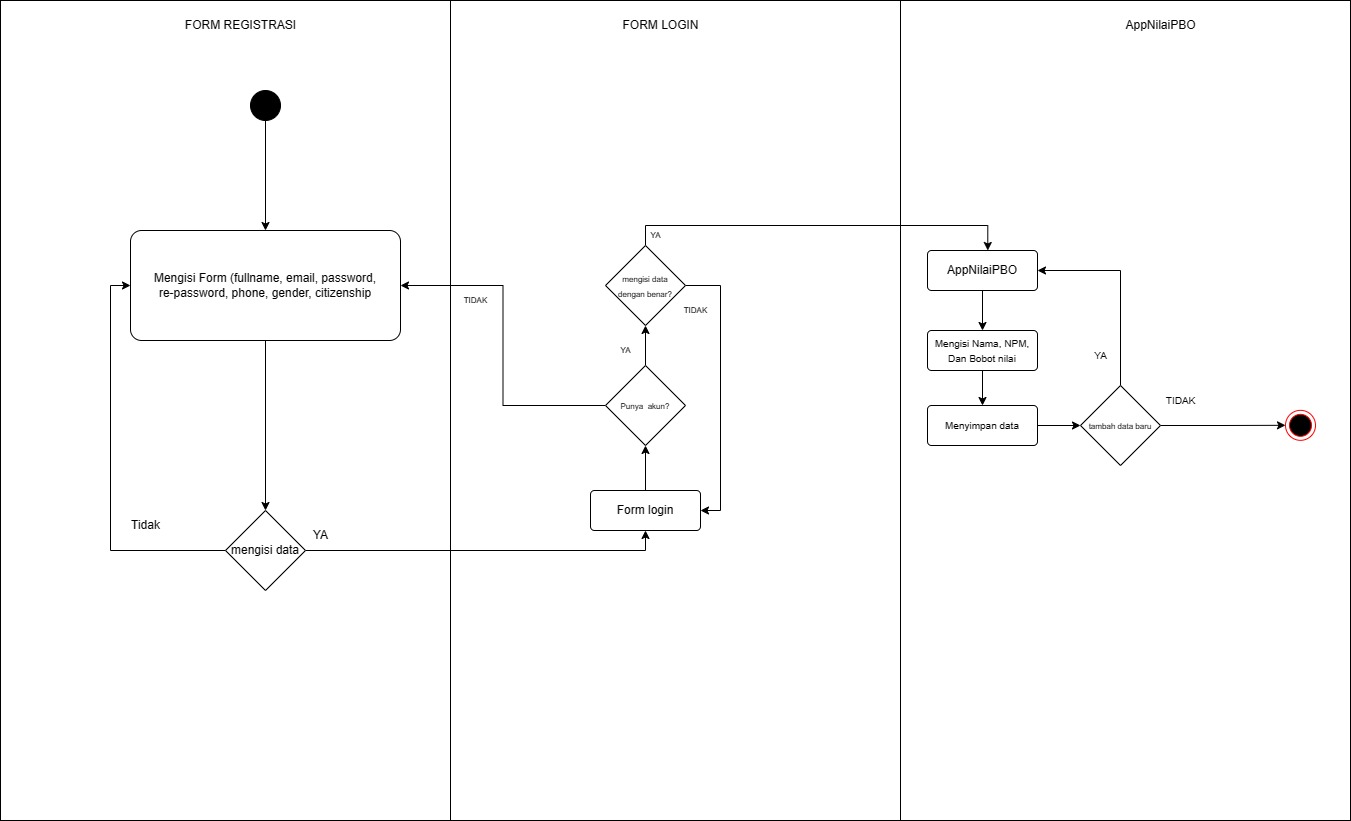 FORM REGISTRASI
FORM LOGIN
AppNilaiPBO
Mengisi Form (fullname, email, password,
re-password, phone, gender, citizenship
Tidak
mengisi data
YA
TIDAK
YA
mengisi data
dengan benar?
TIDAK
YA
Punya akun?
Form login
AppNilaiPBO
Mengisi Nama, NPM,
Dan Bobot nilai
Menyimpan data
YA
tambah data baru
TIDAK